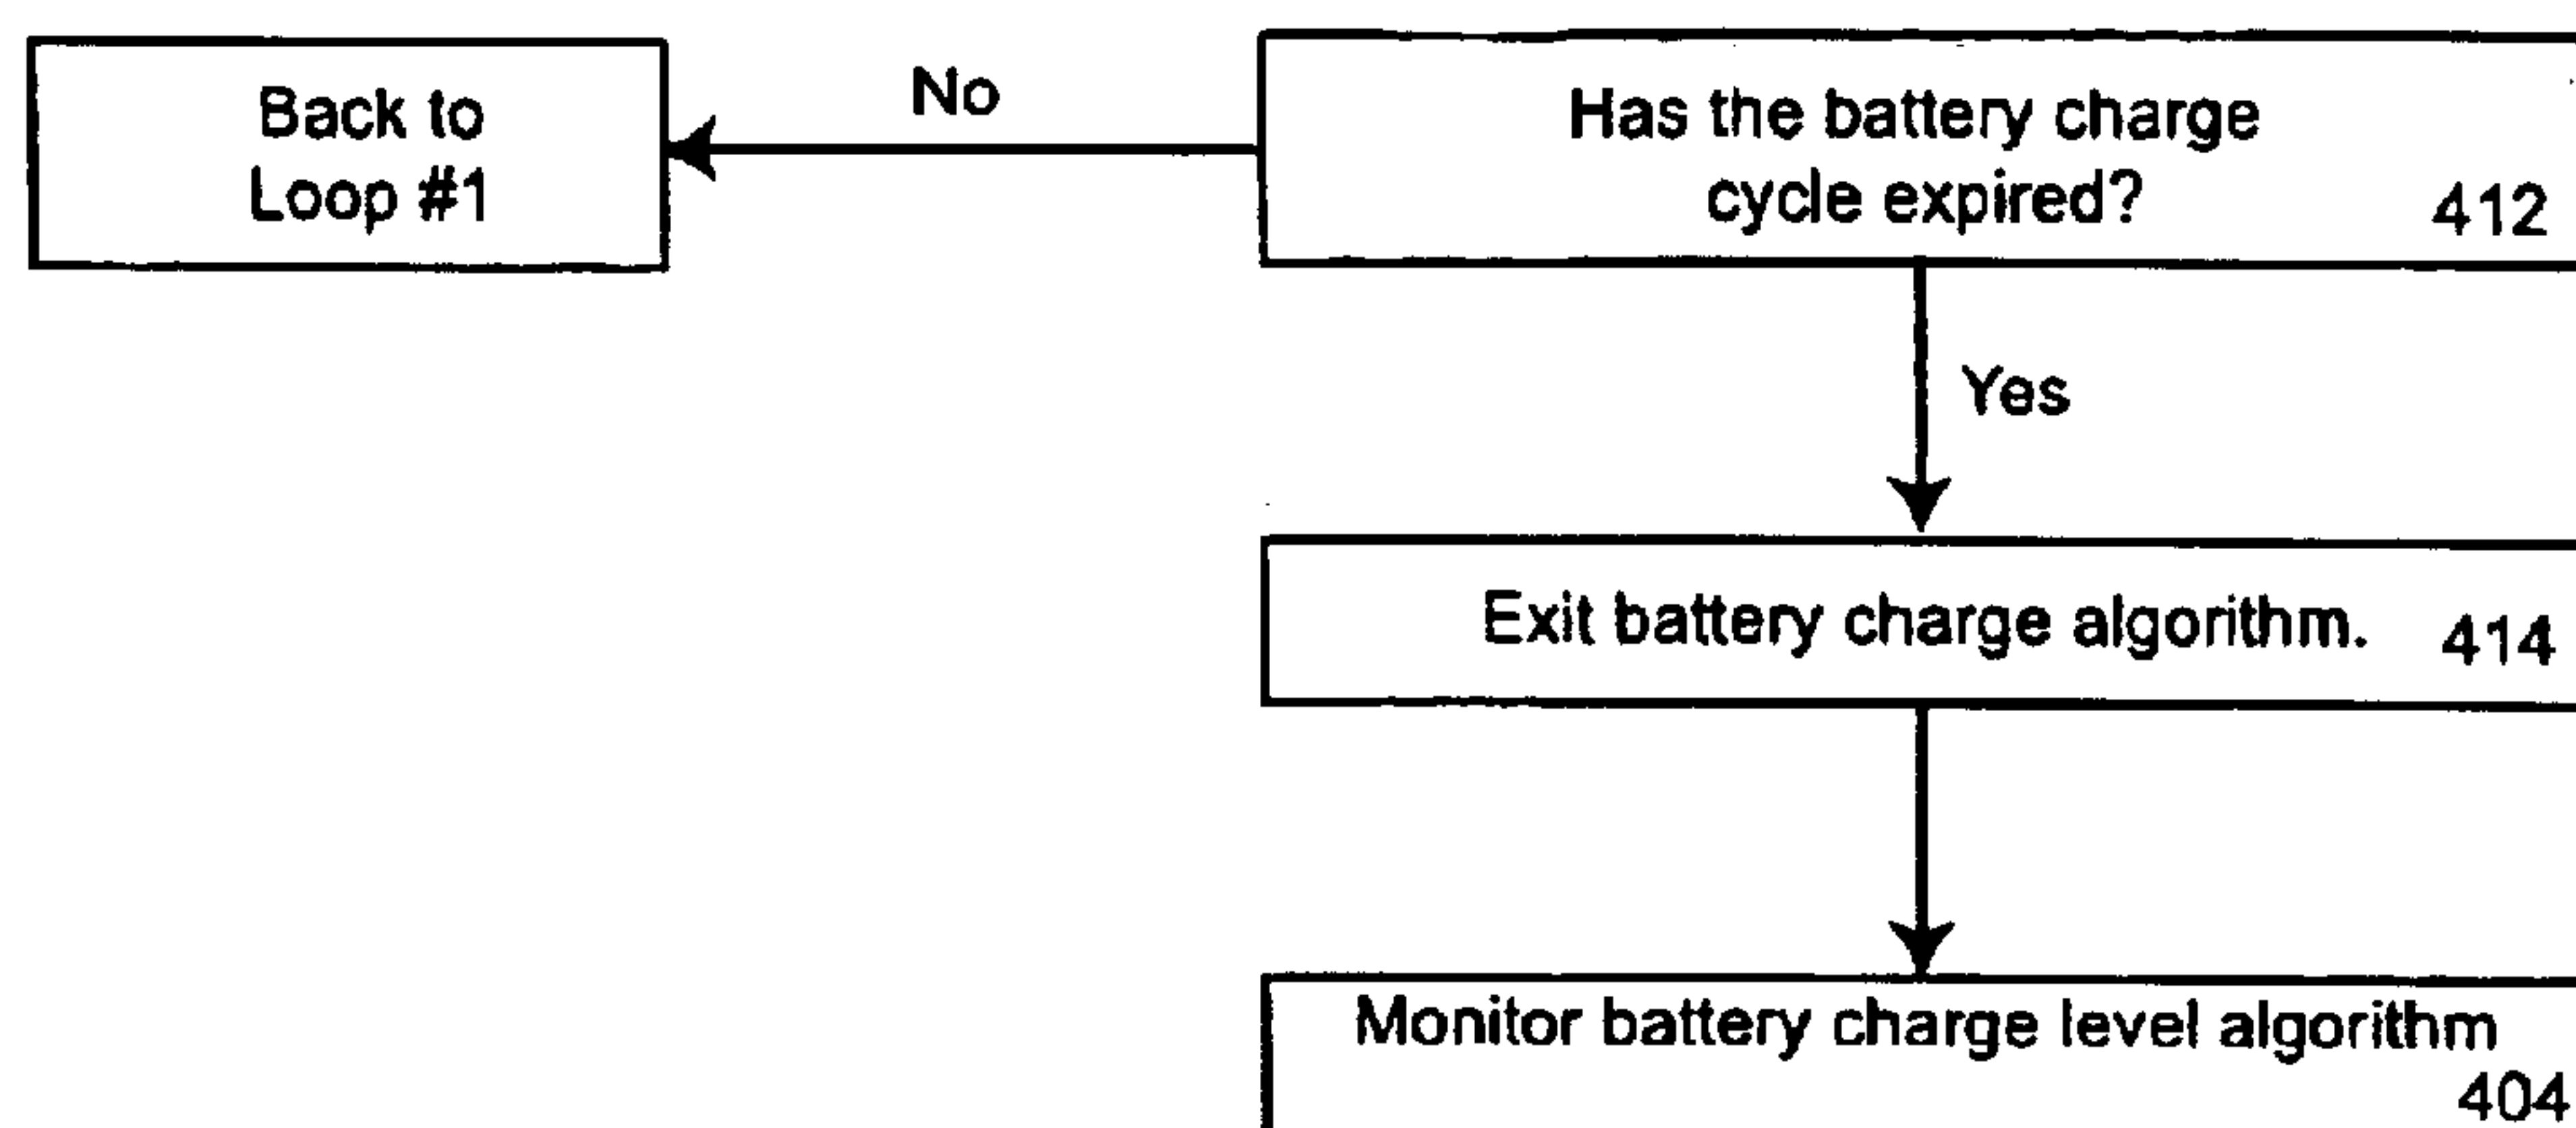 Back to
Loop #1
No
Has the battery charge
cycle expired?
412
Yes
Exit battery charge algorithm.
414
Monitor battery charge level algorithm
404